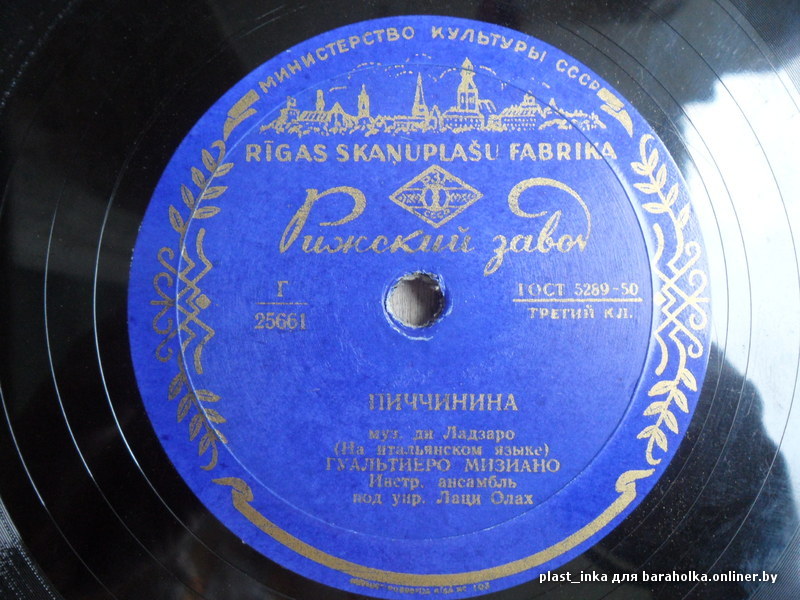 МИНИСТЕРСТВО КУЛЬТУРЫ СССР
RĪGAS SKAŅUPLAŠU FABRIKA
СССР
Рижский завод
Г
25661
ГОСТ 5289-50
ТРЕТИЙ КЛ.
ПИЧЧИНИНА
муз. ди Ладзаро
(На итальянском языке)
ГУАЛЬТИЕРО МИЗИАНО
Инстр. ансамбль
под упр. Лаци Олах
plast_inka для baraholka.onliner.by